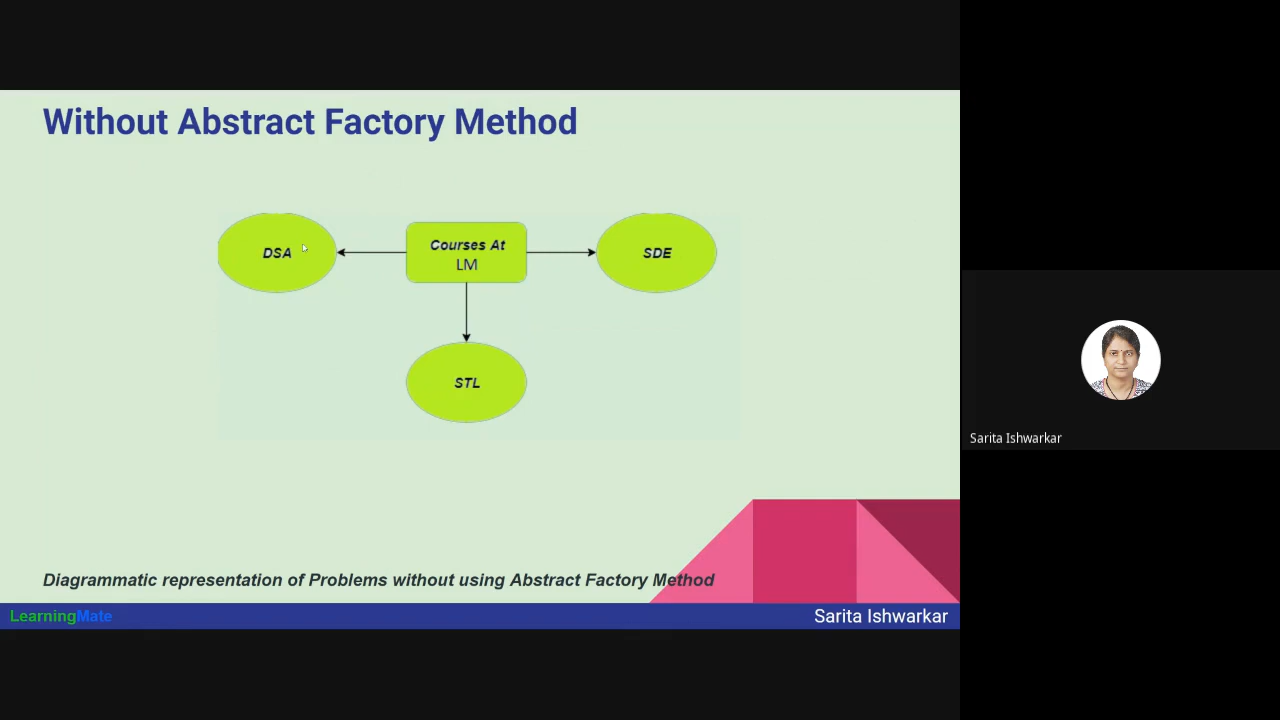 Without Abstract Factory Method
DSA
Courses At
LM
SDE
STL
Sarita Ishwarkar
Diagrammatic representation of Problems without using Abstract Factory Method
LearningMate
Sarita Ishwarkar